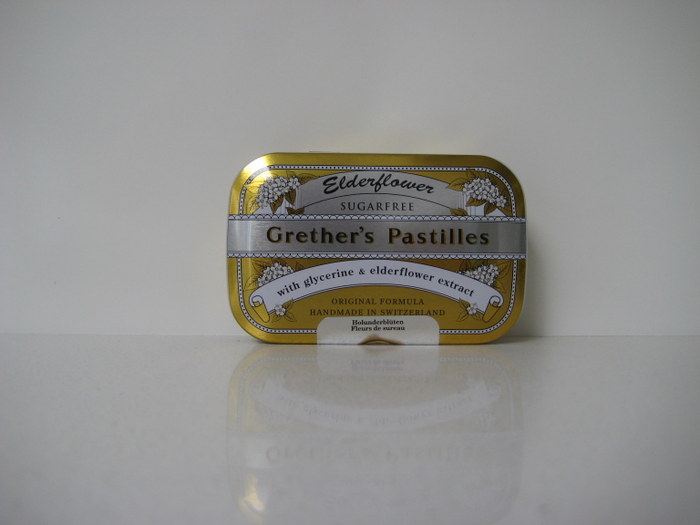 Elderflower
SUGARFREE
Grether's Pastilles
with glycerine & elderflower extract
ORIGINAL FORMULA
HANDMADE IN SWITZERLAND
Holunderblüten
Fleurs de sureau